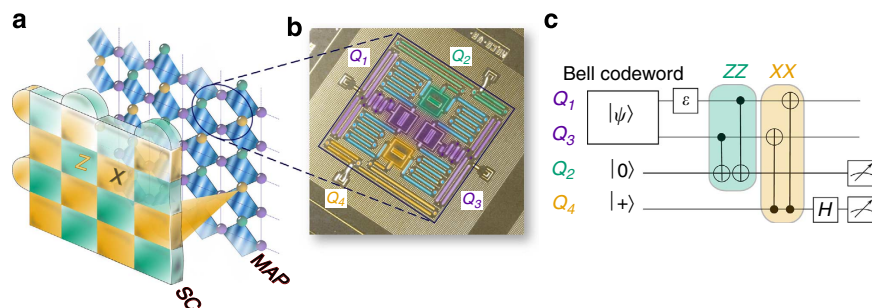 a
Z
X
SC
MAP
b
Q1
Q2
Q4
Q3
c
ZZ
XX
Bell codeword
Q1
|ψ⟩
ε
Q3
Q2
|0⟩
Q4
|+⟩
H